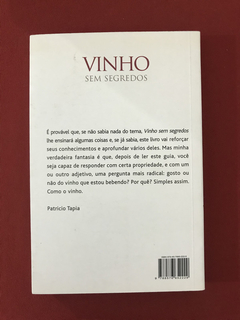 VINHO
SEM SEGREDOS
É provável que, se não sabia nada do tema, Vinho sem segredos
lhe ensinará algumas coisas e, se já sabia, este livro vai reforçar
seus conhecimentos e aprofundar vários deles. Mas minha
verdadeira fantasia é que, depois de ler este guia, você
seja capaz de responder com certa propriedade, e com um
ou outro adjetivo, uma pergunta mais radical: gosto ou
não do vinho que estou bebendo? Por quê? Simples assim.
Como o vinho.
Patricio Tapia